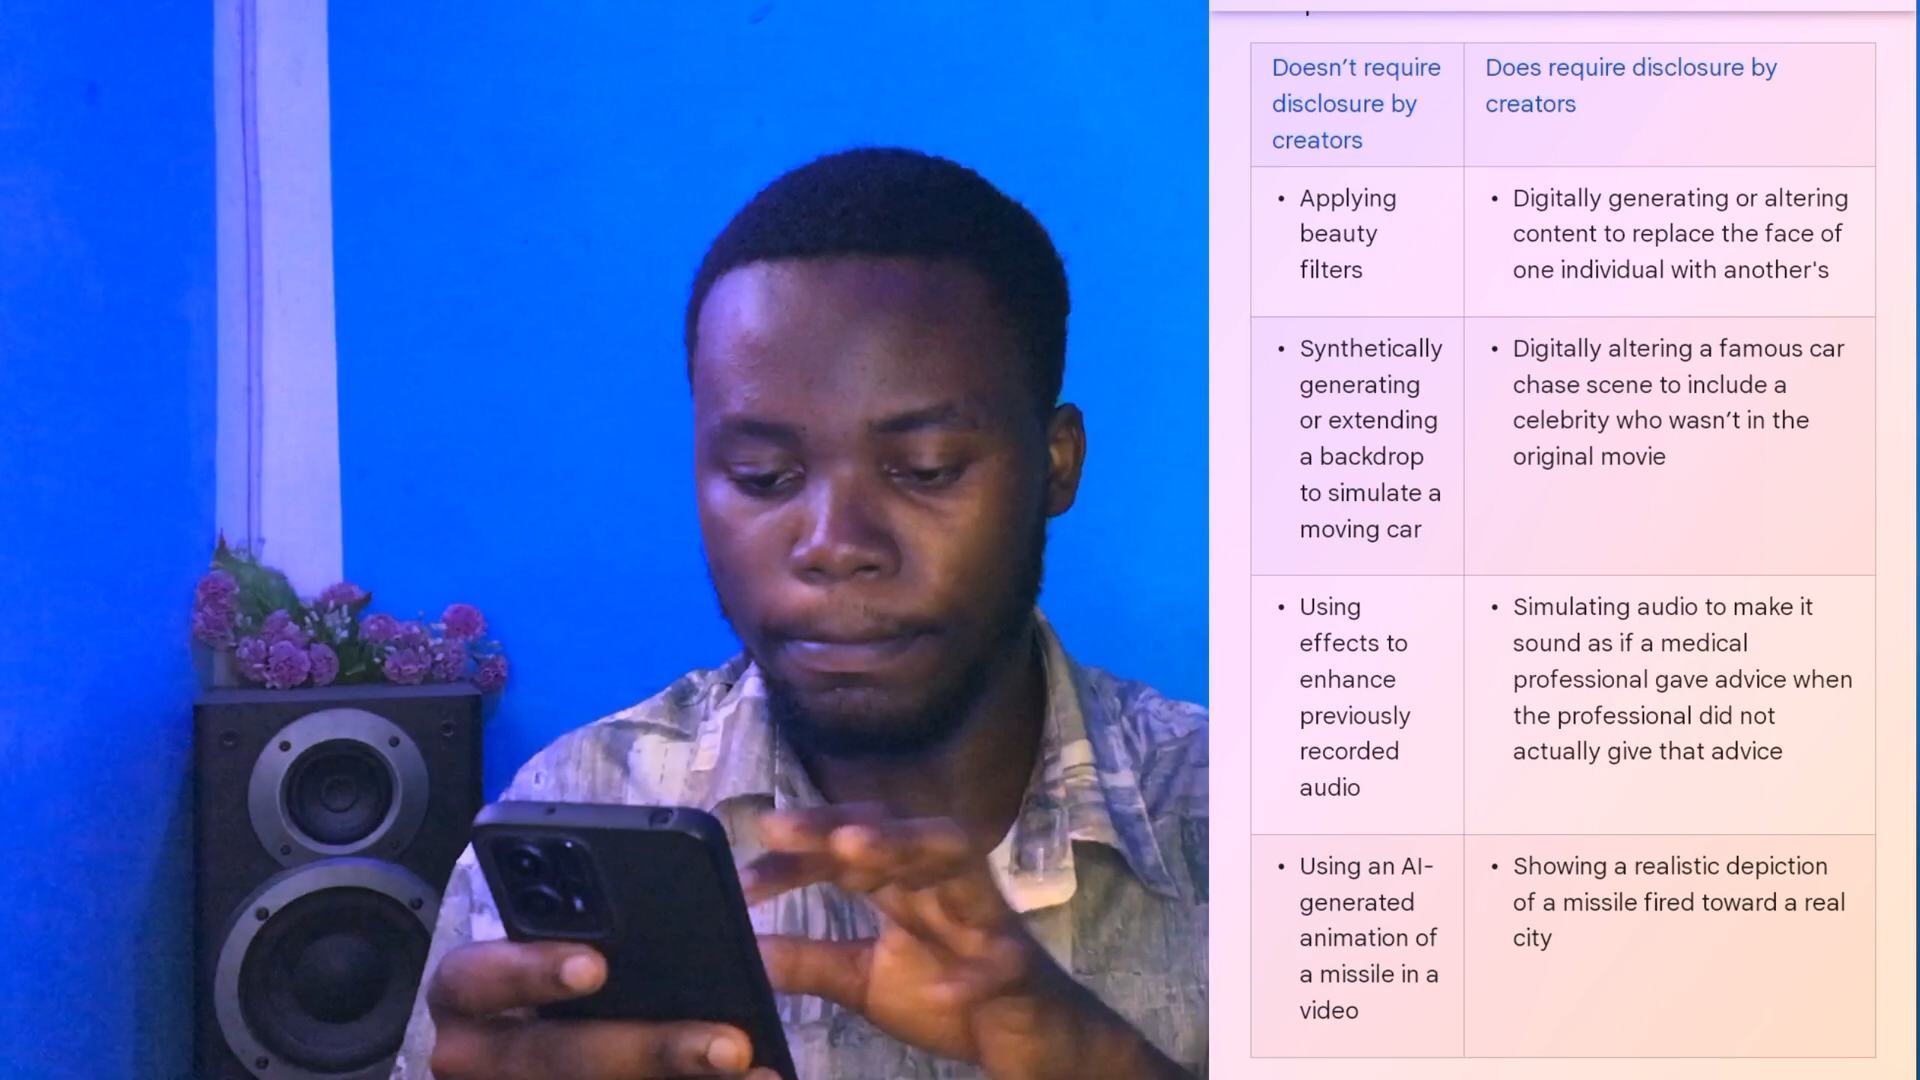 Doesn’t require
disclosure by
creators
Does require disclosure by
creators
• Applying
beauty
filters
• Digitally generating or altering
content to replace the face of
one individual with another's
• Synthetically
generating
or extending
a backdrop
to simulate a
moving car
• Digitally altering a famous car
chase scene to include a
celebrity who wasn’t in the
original movie
• Using
effects to
enhance
previously
recorded
audio
• Simulating audio to make it
sound as if a medical
professional gave advice when
the professional did not
actually give that advice
• Using an AI-
generated
animation of
a missile in a
video
• Showing a realistic depiction
of a missile fired toward a real
city